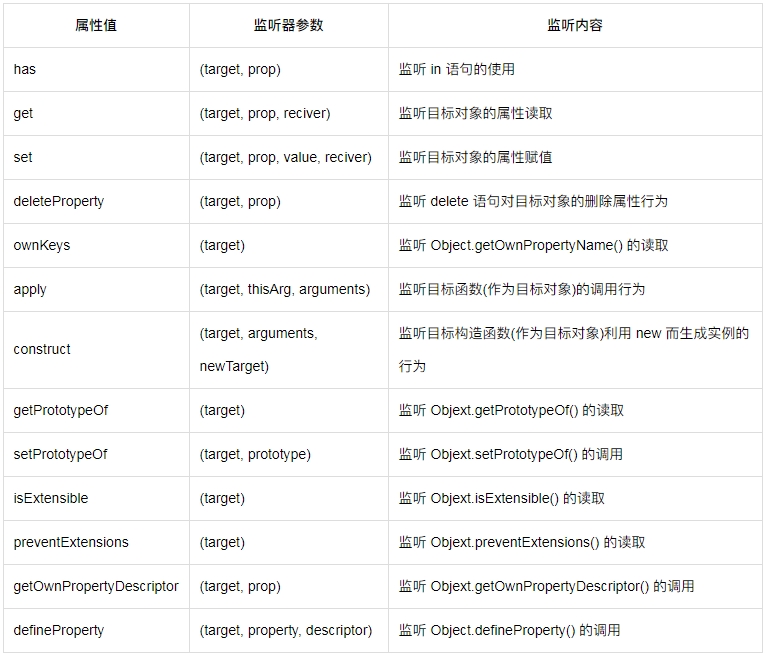 属性值 监听器参数 监听内容
has (target, prop) 监听 in 语句的使用
get (target, prop, reciver) 监听目标对象的属性读取
set (target, prop, value, reciver) 监听目标对象的属性赋值
deleteProperty (target, prop) 监听 delete 语句对目标对象的删除属性行为
ownKeys (target) 监听 Object.getOwnPropertyName() 的读取
apply (target, thisArg, arguments) 监听目标函数(作为目标对象)的调用行为
construct (target, arguments, newTarget) 监听目标构造函数(作为目标对象)利用 new 而生成实例的行为
getPrototypeOf (target) 监听 Objext.getPrototypeOf() 的读取
setPrototypeOf (target, prototype) 监听 Objext.setPrototypeOf() 的调用
isExtensible (target) 监听 Objext.isExtensible() 的读取
preventExtensions (target) 监听 Objext.preventExtensions() 的读取
getOwnPropertyDescriptor (target, prop) 监听 Objext.getOwnPropertyDescriptor() 的调用
defineProperty (target, property, descriptor) 监听 Object.defineProperty() 的调用